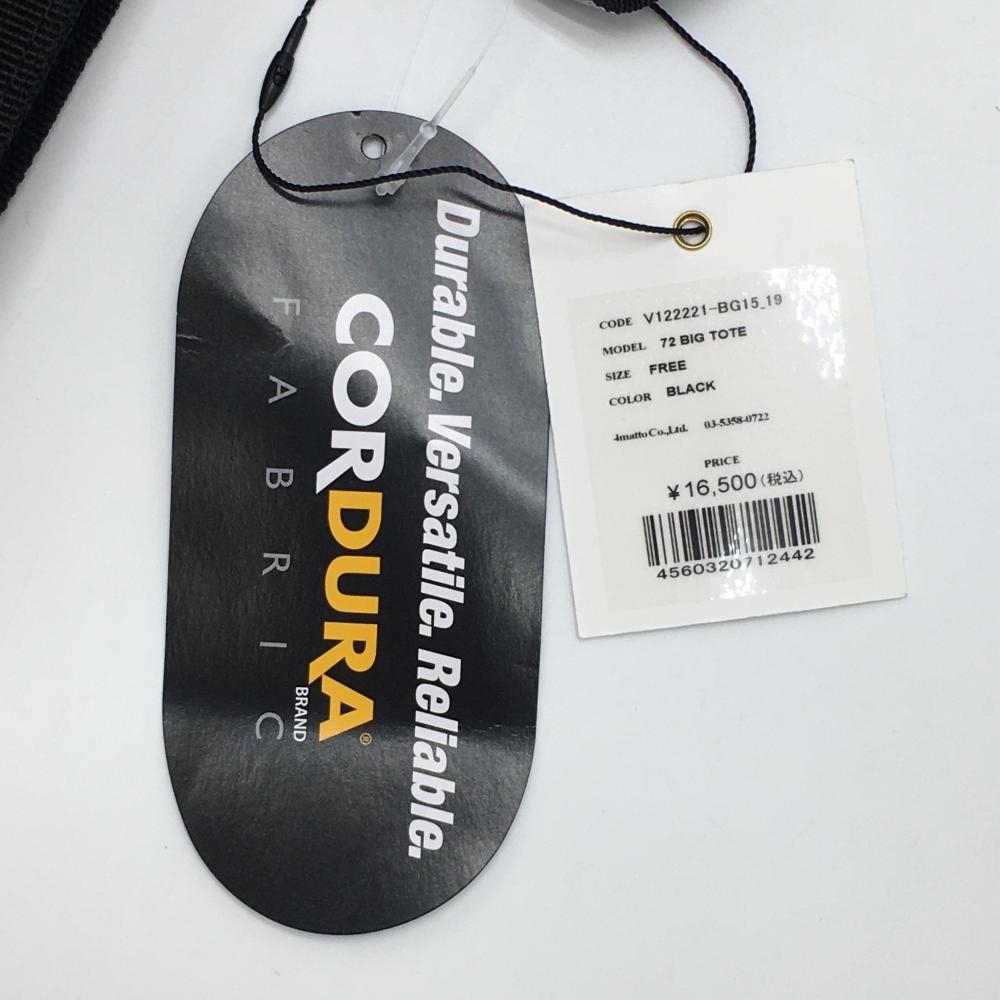 Durable. Versatile. Reliable.
CORDURA®
BRAND
FABRIC
CODE V122221-BG15_19
MODEL 72 BIG TOTE
SIZE FREE
COLOR BLACK
4matto Co.,Ltd. 03-5358-0722
PRICE
¥16,500(税込)
4560320712442